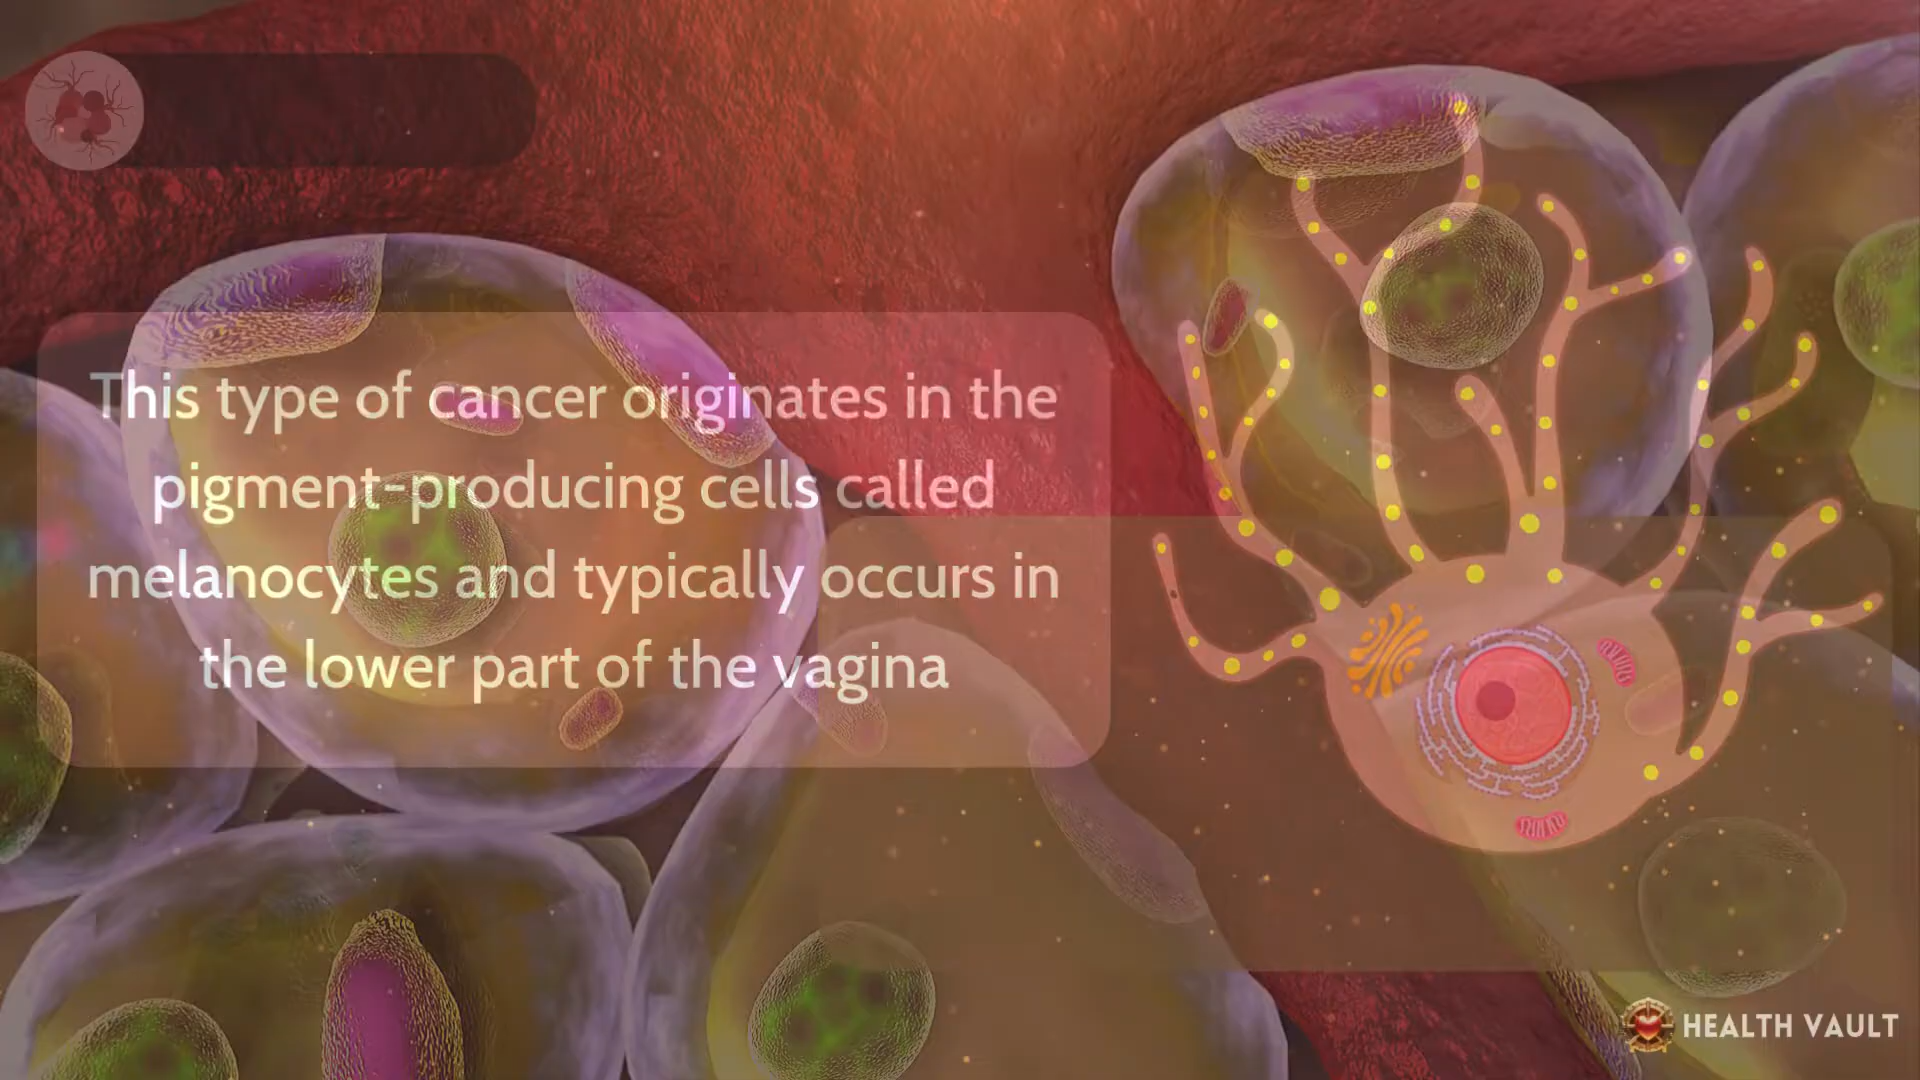 This type of cancer originates in the
pigment-producing cells called
melanocytes and typically occurs in
the lower part of the vagina
HEALTH VAULT